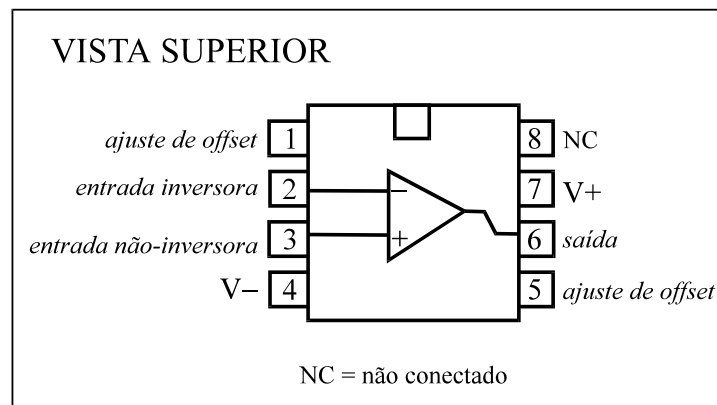 VISTA SUPERIOR
ajuste de offset 1
8 NC
entrada inversora 2
−
7 V+
entrada não-inversora 3
+
6 saída
V− 4
5 ajuste de offset
NC = não conectado